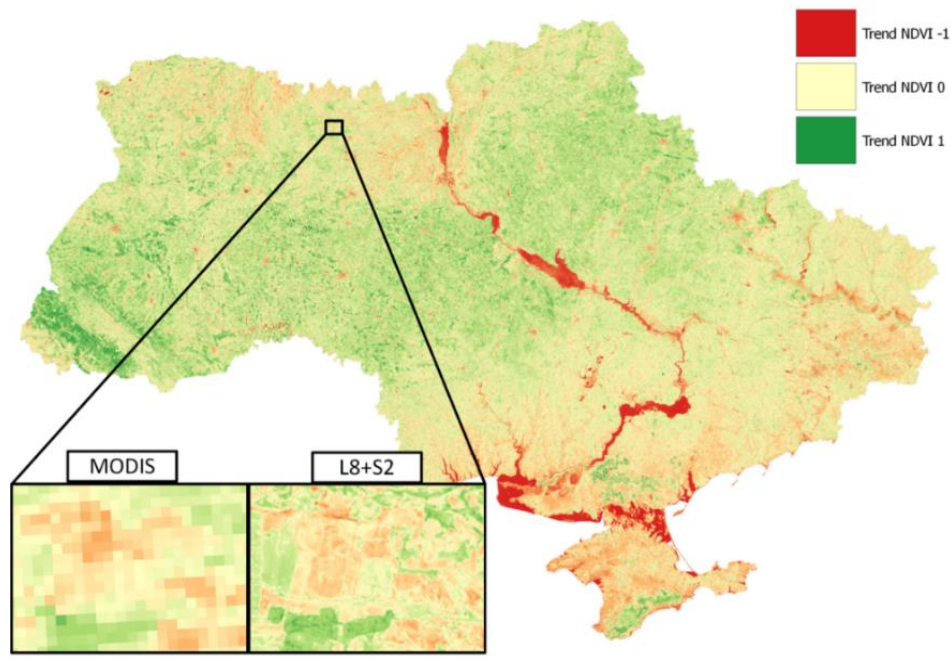 Trend NDVI -1
Trend NDVI 0
Trend NDVI 1
MODIS
L8+S2